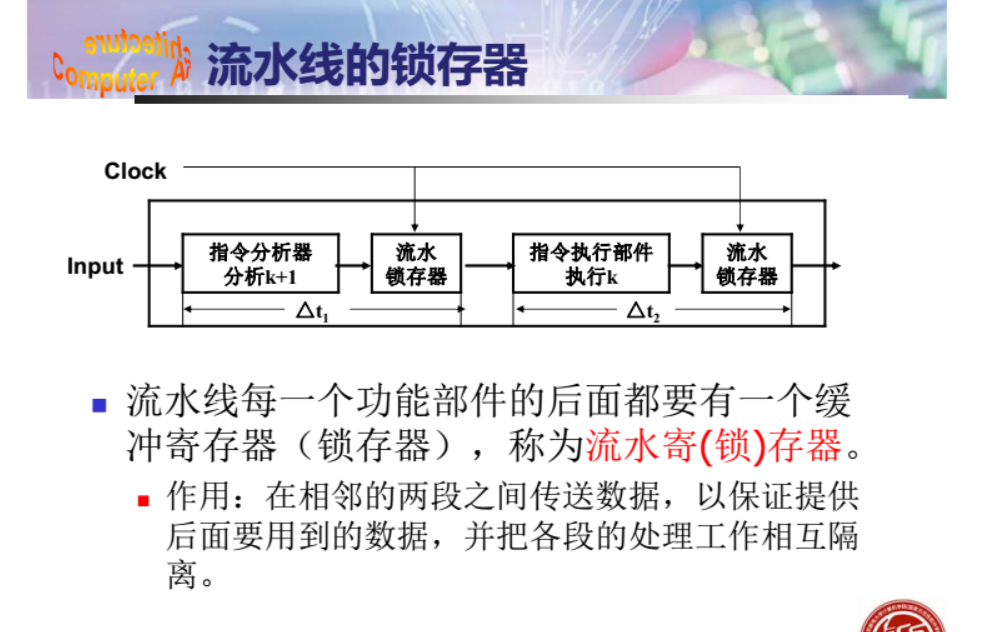 Computer Architecture
流水线的锁存器
Clock
Input
指令分析器
分析k+1
流水
锁存器
指令执行部件
执行k
流水
锁存器
△t1
△t2
流水线每一个功能部件的后面都要有一个缓
冲寄存器（锁存器），称为流水寄(锁)存器。
作用：在相邻的两段之间传送数据，以保证提供
后面要用到的数据，并把各段的处理工作相互隔
离。